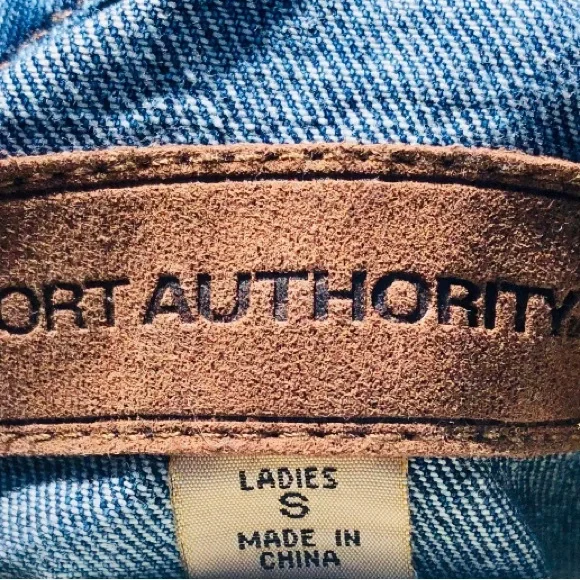 ORT AUTHORITY
LADIES
S
MADE IN
CHINA